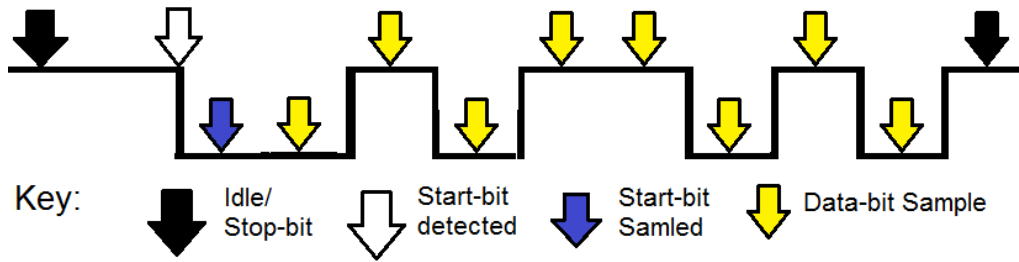 Key:
Idle/
Stop-bit
Start-bit
detected
Start-bit
Samled
Data-bit Sample